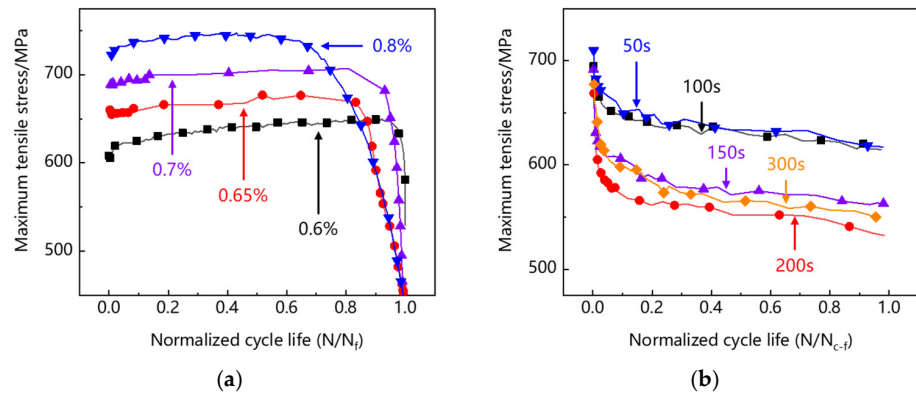 Maximum tensile stress/MPa
700
600
500
0.8%
0.7%
0.65%
0.6%
0.0 0.2 0.4 0.6 0.8 1.0
Normalized cycle life (N/Nf)
(a)
Maximum tensile stress/MPa
700
600
500
50s
100s
150s
300s
200s
0.0 0.2 0.4 0.6 0.8 1.0
Normalized cycle life (N/Nc-f)
(b)